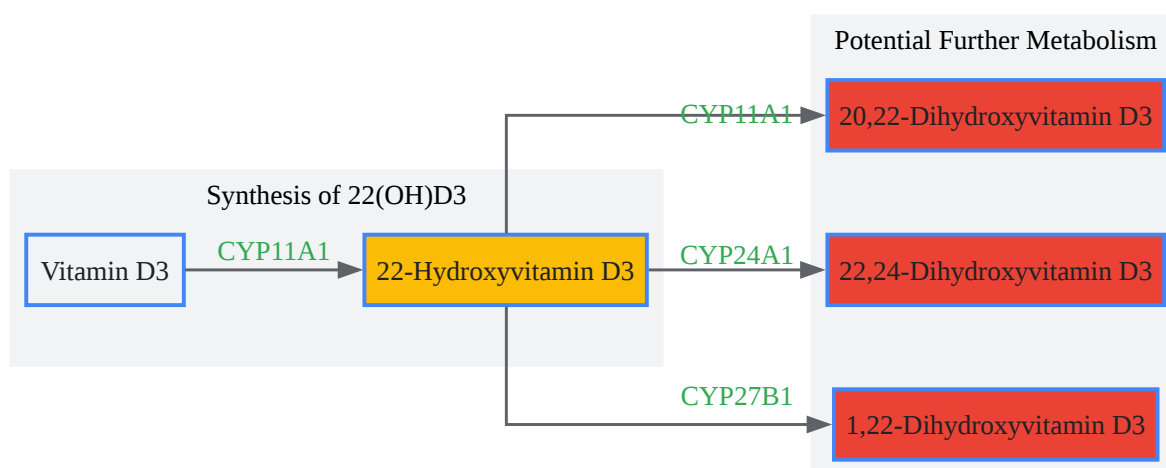 Potential Further Metabolism
CYP11A1
20,22-Dihydroxyvitamin D3
Synthesis of 22(OH)D3
Vitamin D3
CYP11A1
22-Hydroxyvitamin D3
CYP24A1
22,24-Dihydroxyvitamin D3
CYP27B1
1,22-Dihydroxyvitamin D3